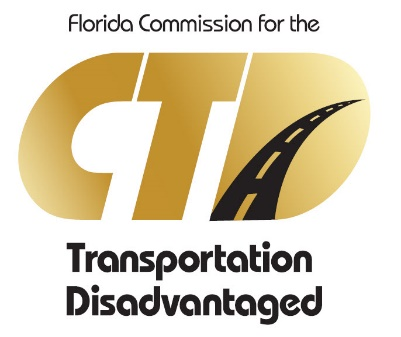 Florida Commission for the
CTD
Transportation
Disadvantaged